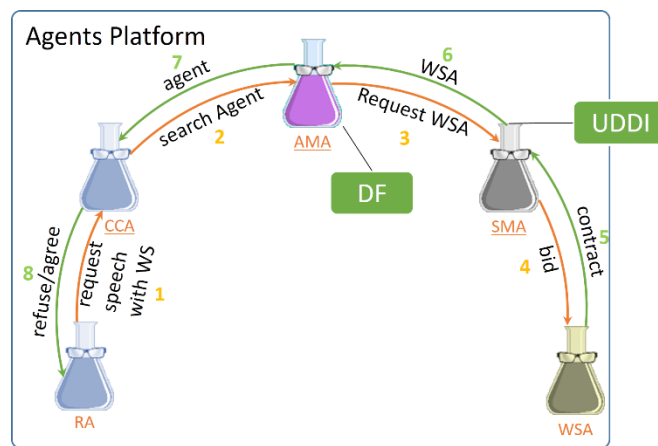 Agents Platform
7
agent
6
WSA
search Agent
2
Request WSA
3
AMA
UDDI
DF
CCA
SMA
refuse/agree
8
request
speech
with WS
1
bid
4
contract
5
RA
WSA